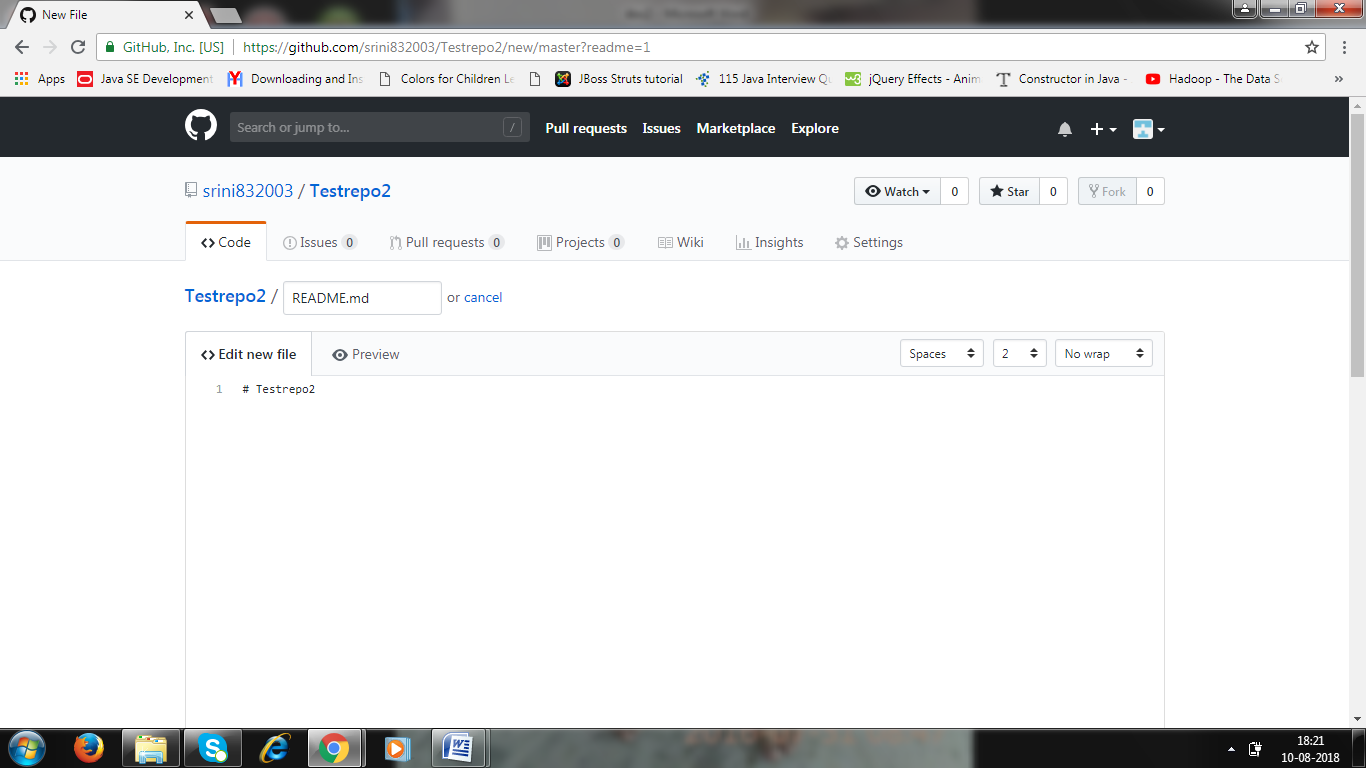 New File
GitHub, Inc. [US] https://github.com/srini832003/Testrepo2/new/master?readme=1
Apps Java SE Development Downloading and Ins Colors for Children Le JBoss Struts tutorial 115 Java Interview Qu jQuery Effects - Anim Constructor in Java - Hadoop - The Data S »
Search or jump to... / Pull requests Issues Marketplace Explore
srini832003 / Testrepo2 Watch 0 Star 0 Fork 0
Code Issues 0 Pull requests 0 Projects 0 Wiki Insights Settings
Testrepo2 / README.md or cancel
Edit new file Preview Spaces 2 No wrap
1 # Testrepo2
18:21
10-08-2018